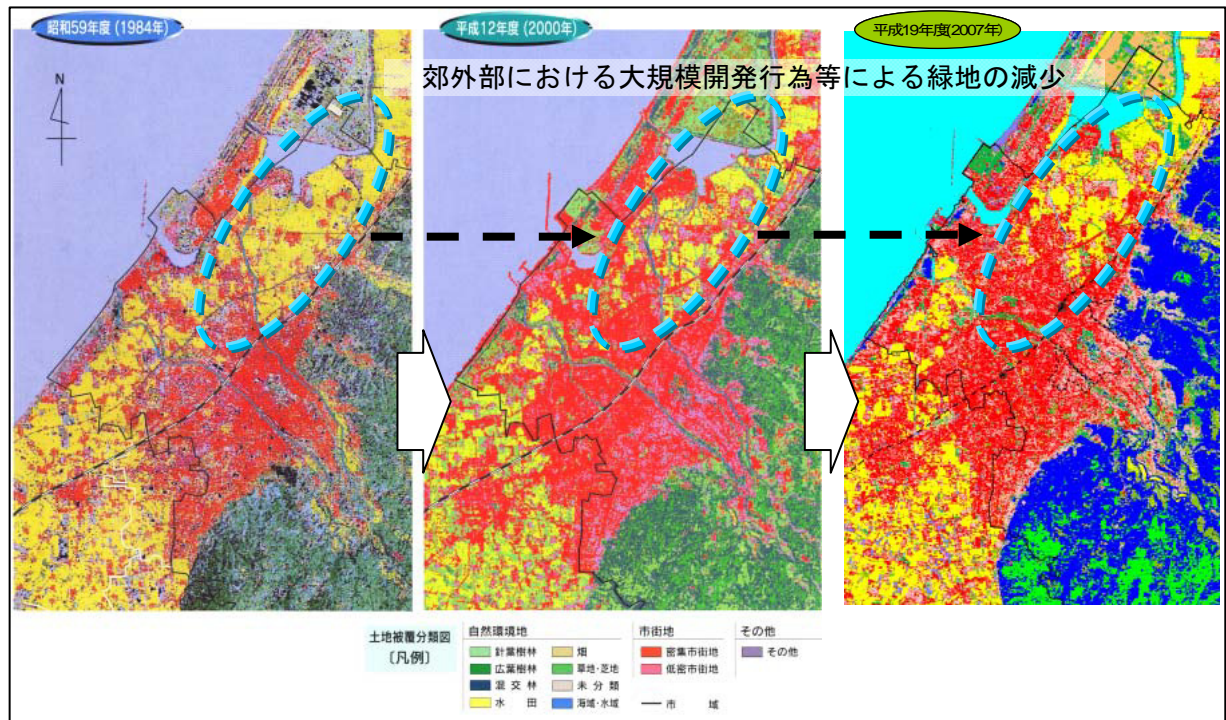 昭和59年度(1984年)
平成12年度(2000年)
平成19年度(2007年)
郊外部における大規模開発行為等による緑地の減少
N
土地被覆分類図
〔凡例〕
自然環境地
針葉樹林
畑
広葉樹林
草地・芝地
混交林
未分類
水田
海域・水域
市街地
密集市街地
低密市街地
市域
その他
その他